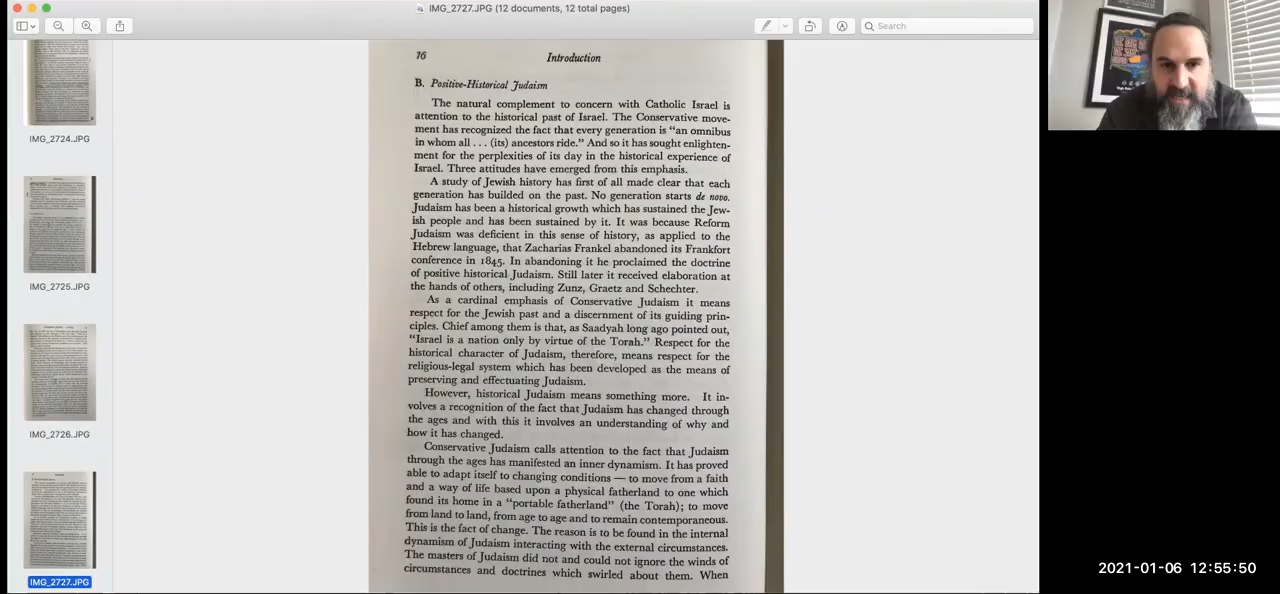 IMG_2727.JPG (12 documents, 12 total pages)
Search
IMG_2724.JPG
IMG_2725.JPG
IMG_2726.JPG
IMG_2727.JPG
16 Introduction
B. Positive-Historical Judaism
The natural complement to concern with Catholic Israel is
attention to the historical part of Israel. The Conservative move-
ment has recognized the fact that every generation is "an omnibus
in whom all . . . (its) ancestors ride." And so it has sought enlighten-
ment for the perplexities of its day in the historical experience of
Israel. Three attitudes have emerged from this emphasis.
A study of Jewish history has first of all made clear that each
generation has builded on the past. No generation starts de novo.
Judaism has been a historical growth which has sustained the Jew-
ish people and has been sustained by it. It was because Reform
Judaism was deficient in this sense of history, as applied to the
Hebrew language, that Zacharias Frankel abandoned its Frankfort
conference in 1845. In abandoning it he proclaimed the doctrine
of positive historical Judaism. Still later it received elaboration at
the hands of others, including Zunz, Graetz and Schechter.
As a cardinal emphasis of Conservative Judaism it means
respect for the Jewish past and a discernment of its guiding prin-
ciples. Chief among them is that, as Saadyah long ago pointed out,
"Israel is a people only by virtue of the Torah." Respect for the
historical character of Judaism, therefore, means respect for the
religious-legal system which has been developed as the means of
preserving and effectuating Judaism.
However, historical Judaism means something more. It in-
volves a recognition of the fact that Judaism has changed through
the ages and with this it involves an understanding of why and
how it has changed.
Conservative Judaism calls attention to the fact that Judaism
through the ages has manifested an inner dynamism. It has proved
able to adapt itself to changing conditions — to move from a faith
and a way of life based upon a physical fatherland to one which
found its home in a "portable fatherland" (the Torah); to move
from land to land and age to age and to remain contemporaneous.
This is the fact of change. The reason is to be found in the internal
dynamism of Judaism interacting with the external circumstances.
The masters of Judaism did not and could not ignore the winds of
circumstances and doctrines which swirled about them. When
2021-01-06 12:55:50